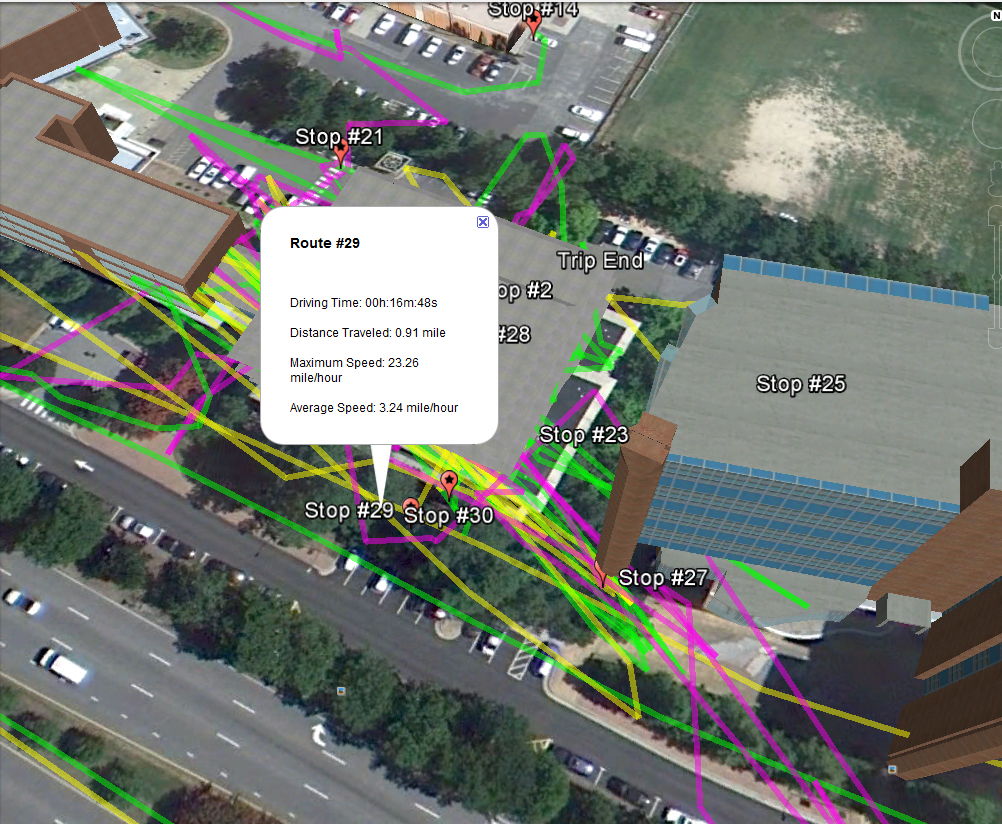 Stop #14
N
Stop #21
Route #29
Trip End
op #2
Driving Time: 00h:16m:48s
Distance Traveled: 0.91 mile
#28
Maximum Speed: 23.26
mile/hour
Stop #25
Average Speed: 3.24 mile/hour
Stop #23
Stop #29
Stop #30
Stop #27